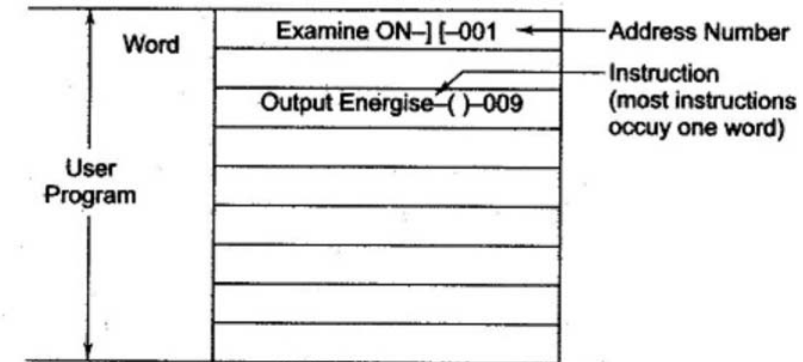 Word
Examine ON–] [–001
Address Number
Instruction
(most instructions
occuy one word)
Output Energise–( )–009
User
Program